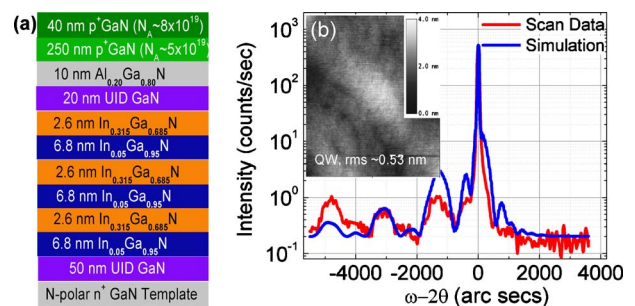 (a)
40 nm p⁺GaN (N_A~8x10¹⁹)
250 nm p⁺GaN (N_A~5x10¹⁹)
10 nm Al₀.₂₀Ga₀.₈₀N
20 nm UID GaN
2.6 nm In₀.₃₁₅Ga₀.₆₈₅N
6.8 nm In₀.₀₅Ga₀.₉₅N
2.6 nm In₀.₃₁₅Ga₀.₆₈₅N
6.8 nm In₀.₀₅Ga₀.₉₅N
2.6 nm In₀.₃₁₅Ga₀.₆₈₅N
6.8 nm In₀.₀₅Ga₀.₉₅N
50 nm UID GaN
N-polar n⁺ GaN Template
(b)
Scan Data
Simulation
4.0 nm
2.0
0.0 nm
QW, rms ~0.53 nm
Intensity (counts/sec)
10³
10²
10¹
10⁰
10⁻¹
-4000 -2000 0 2000 4000
ω−2θ (arc secs)